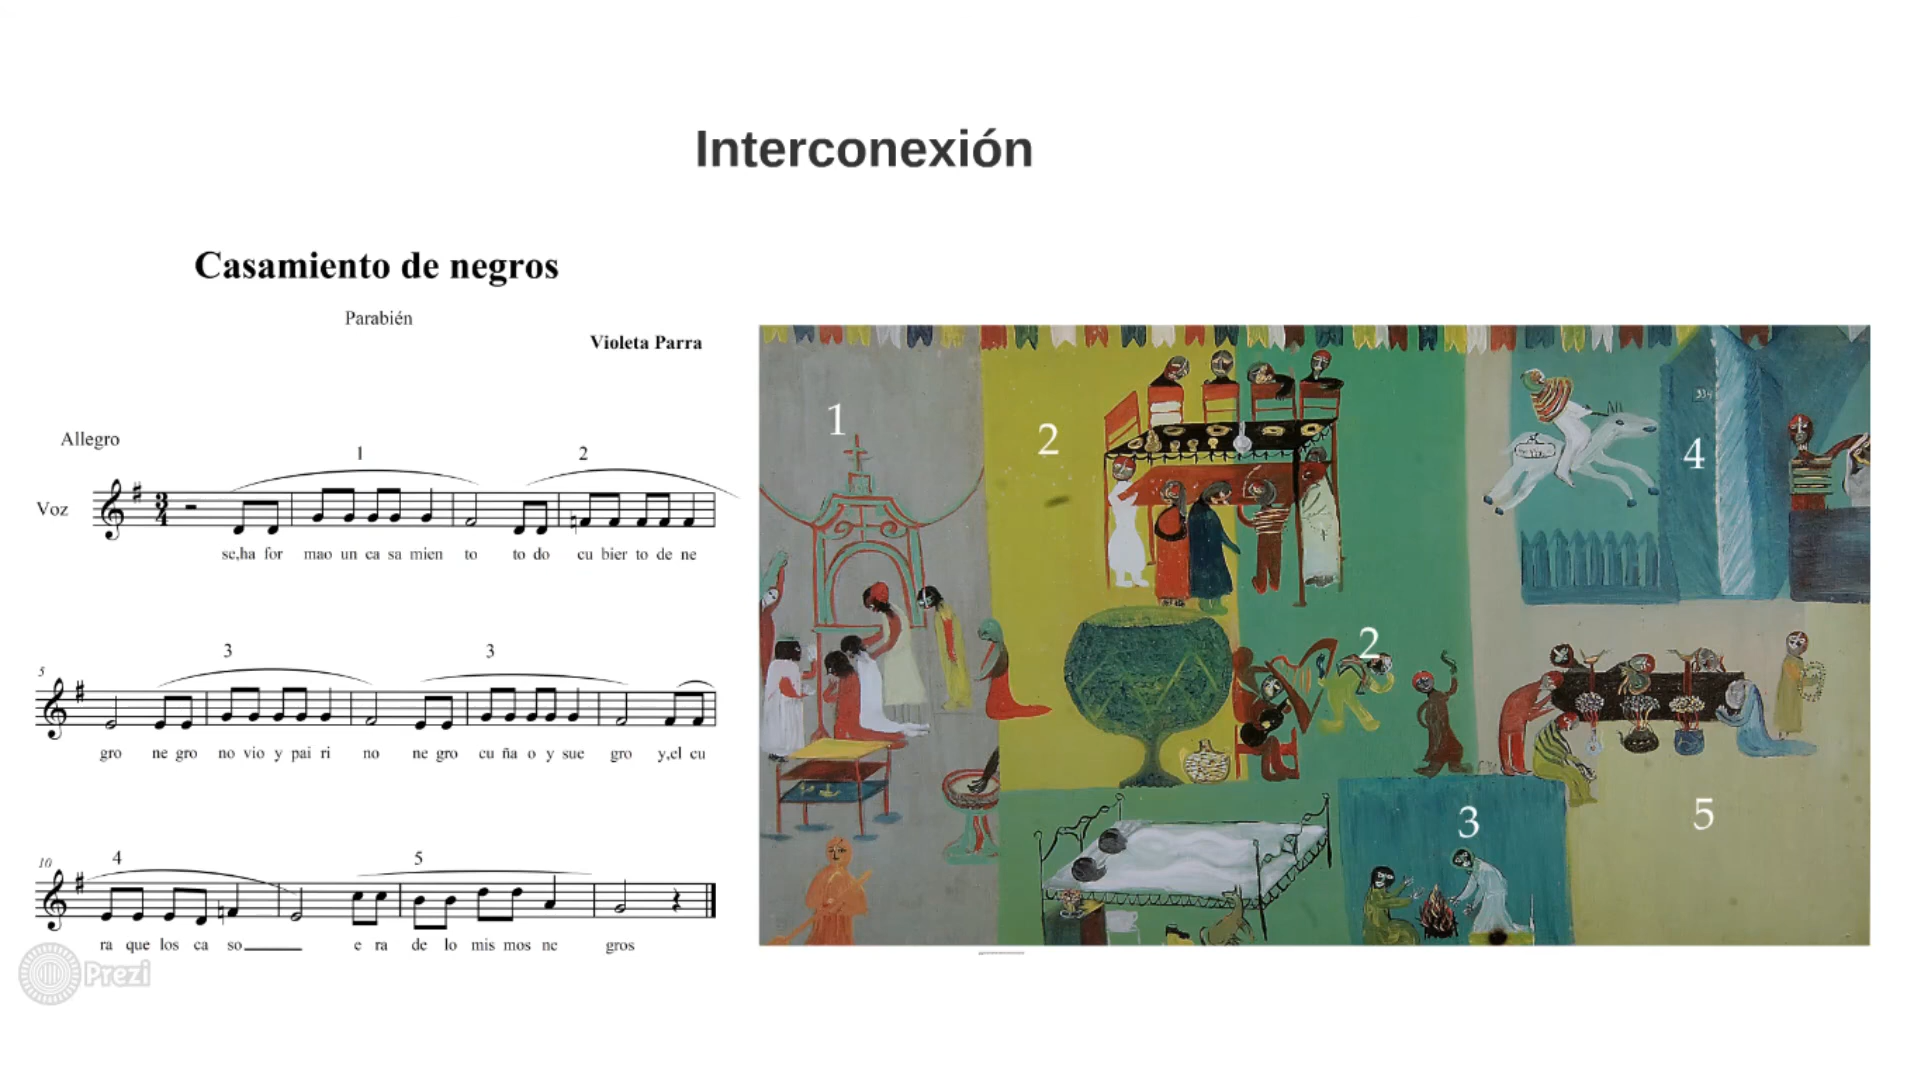 Interconexión
Casamiento de negros
Parabién
Violeta Parra
Allegro
1 2
Voz
3
4
se,ha for mao un ca sa mien to to do cu bier to de ne
5
3 3
gro ne gro no vio y pai ri no ne gro cu ña o y sue gro y,el cu
10
4 5
ra que los ca so e ra de lo mis mos ne gros
Prezi
1
2
2
3
4
5
334